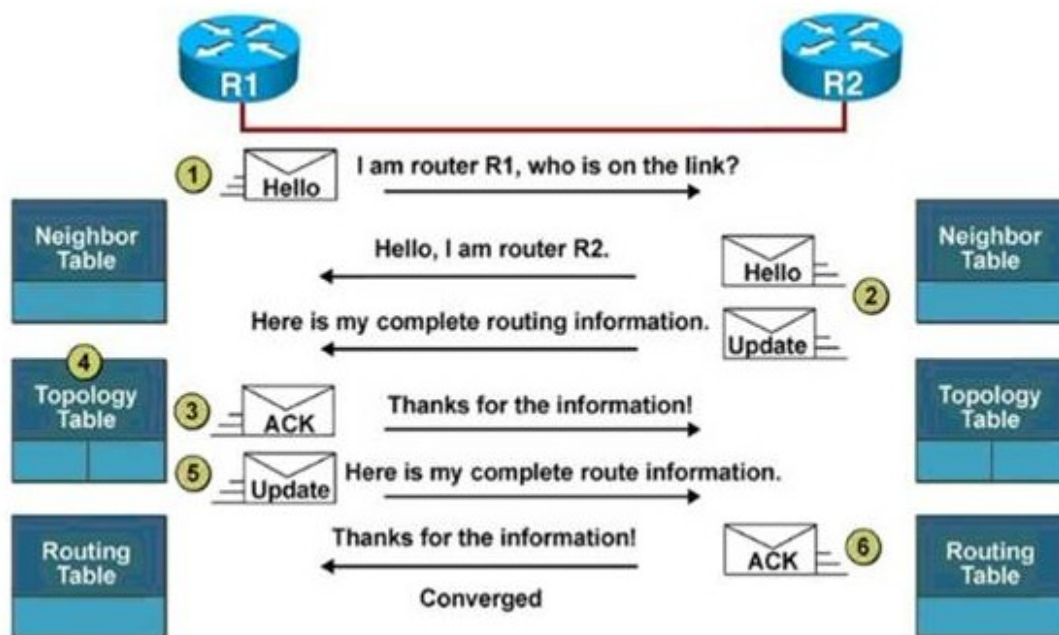 R1
R2
1
Hello
I am router R1, who is on the link?
Neighbor
Table
Hello, I am router R2.
Hello
2
Neighbor
Table
Here is my complete routing information.
Update
4
Topology
Table
3
ACK
Thanks for the information!
Topology
Table
5
Update
Here is my complete route information.
Routing
Table
Thanks for the information!
ACK
6
Converged
Routing
Table